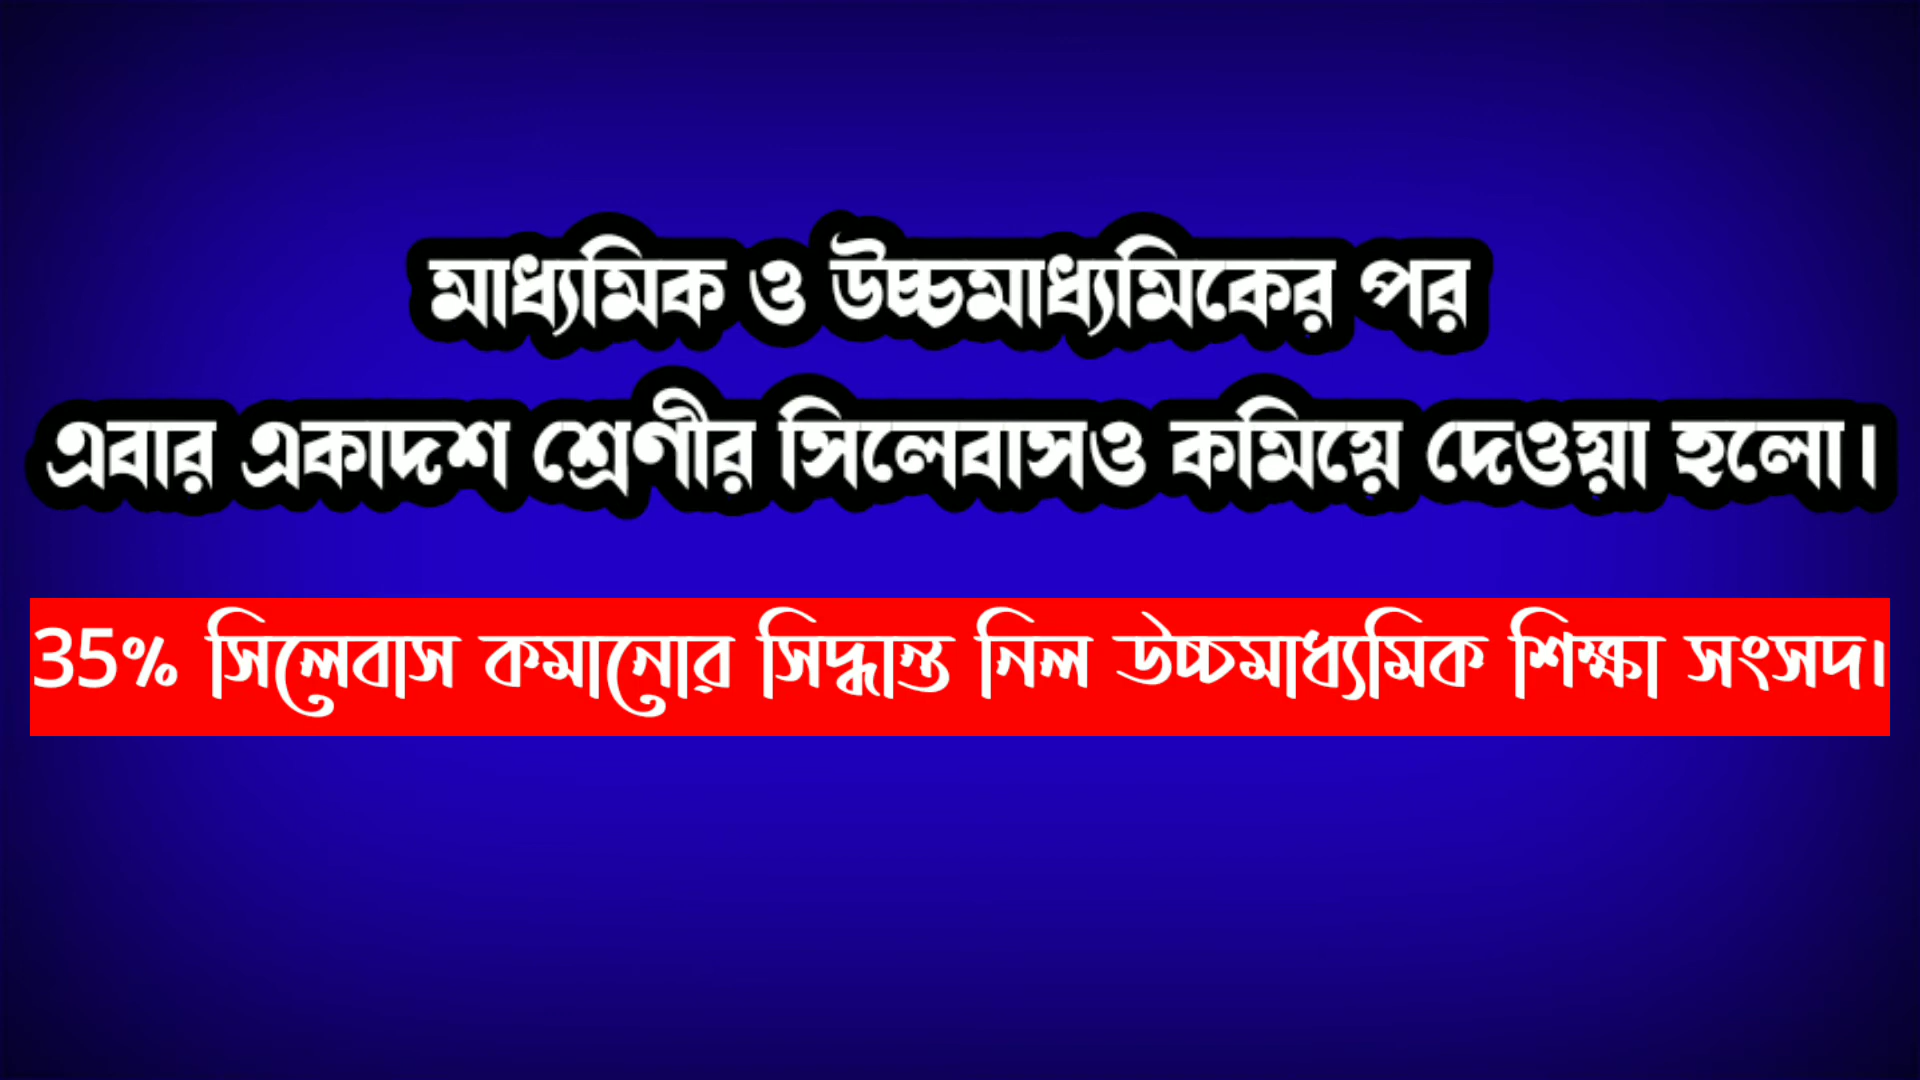 মাধ্যমিক ও উচ্চমাধ্যমিকের পর
এবার একাদশ শ্রেণীর সিলেবাসও কমিয়ে দেওয়া হলো।
35% সিলেবাস কমানোর সিদ্ধান্ত নিল উচ্চমাধ্যমিক শিক্ষা সংসদ।